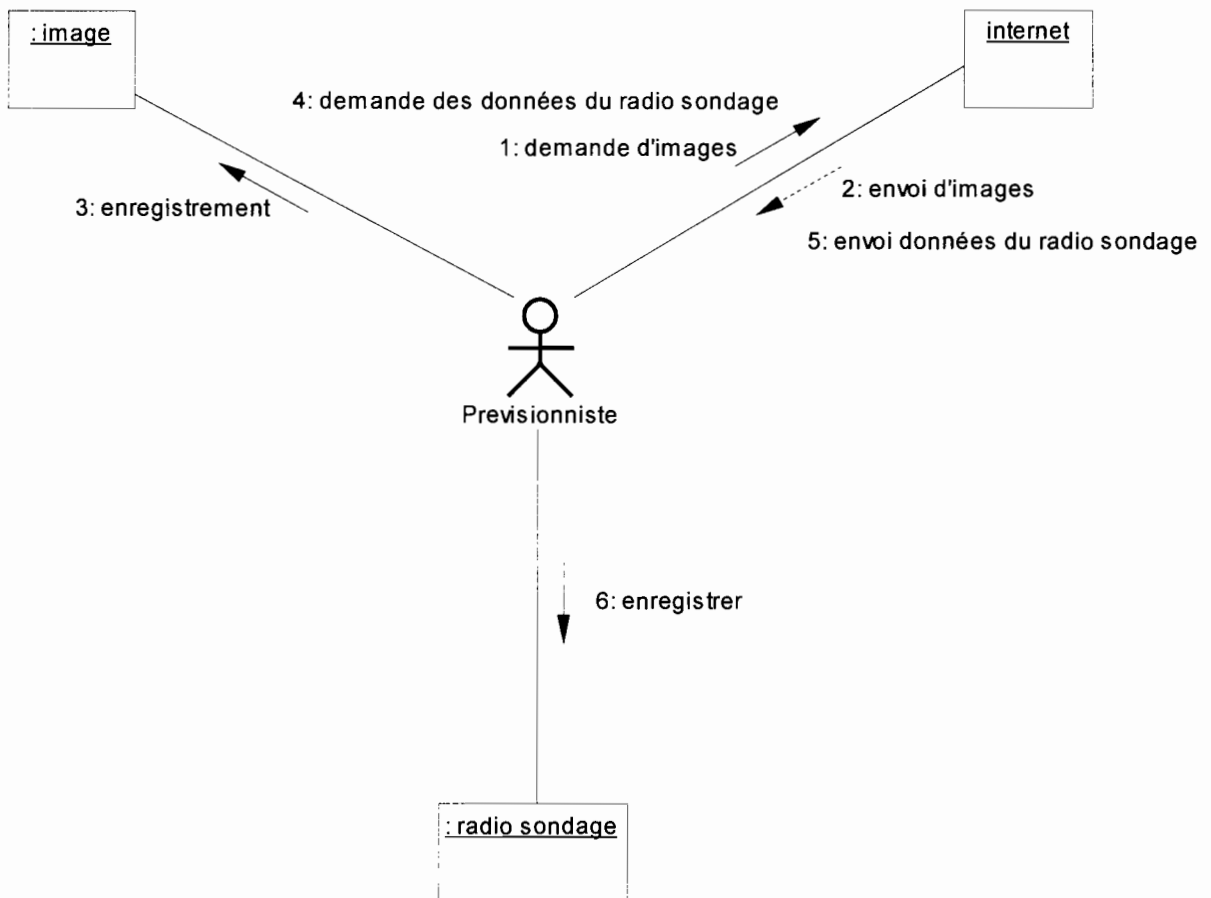 : image
internet
4: demande des données du radio sondage
1: demande d'images
2: envoi d'images
3: enregistrement
5: envoi données du radio sondage
Previsionniste
6: enregistrer
: radio sondage